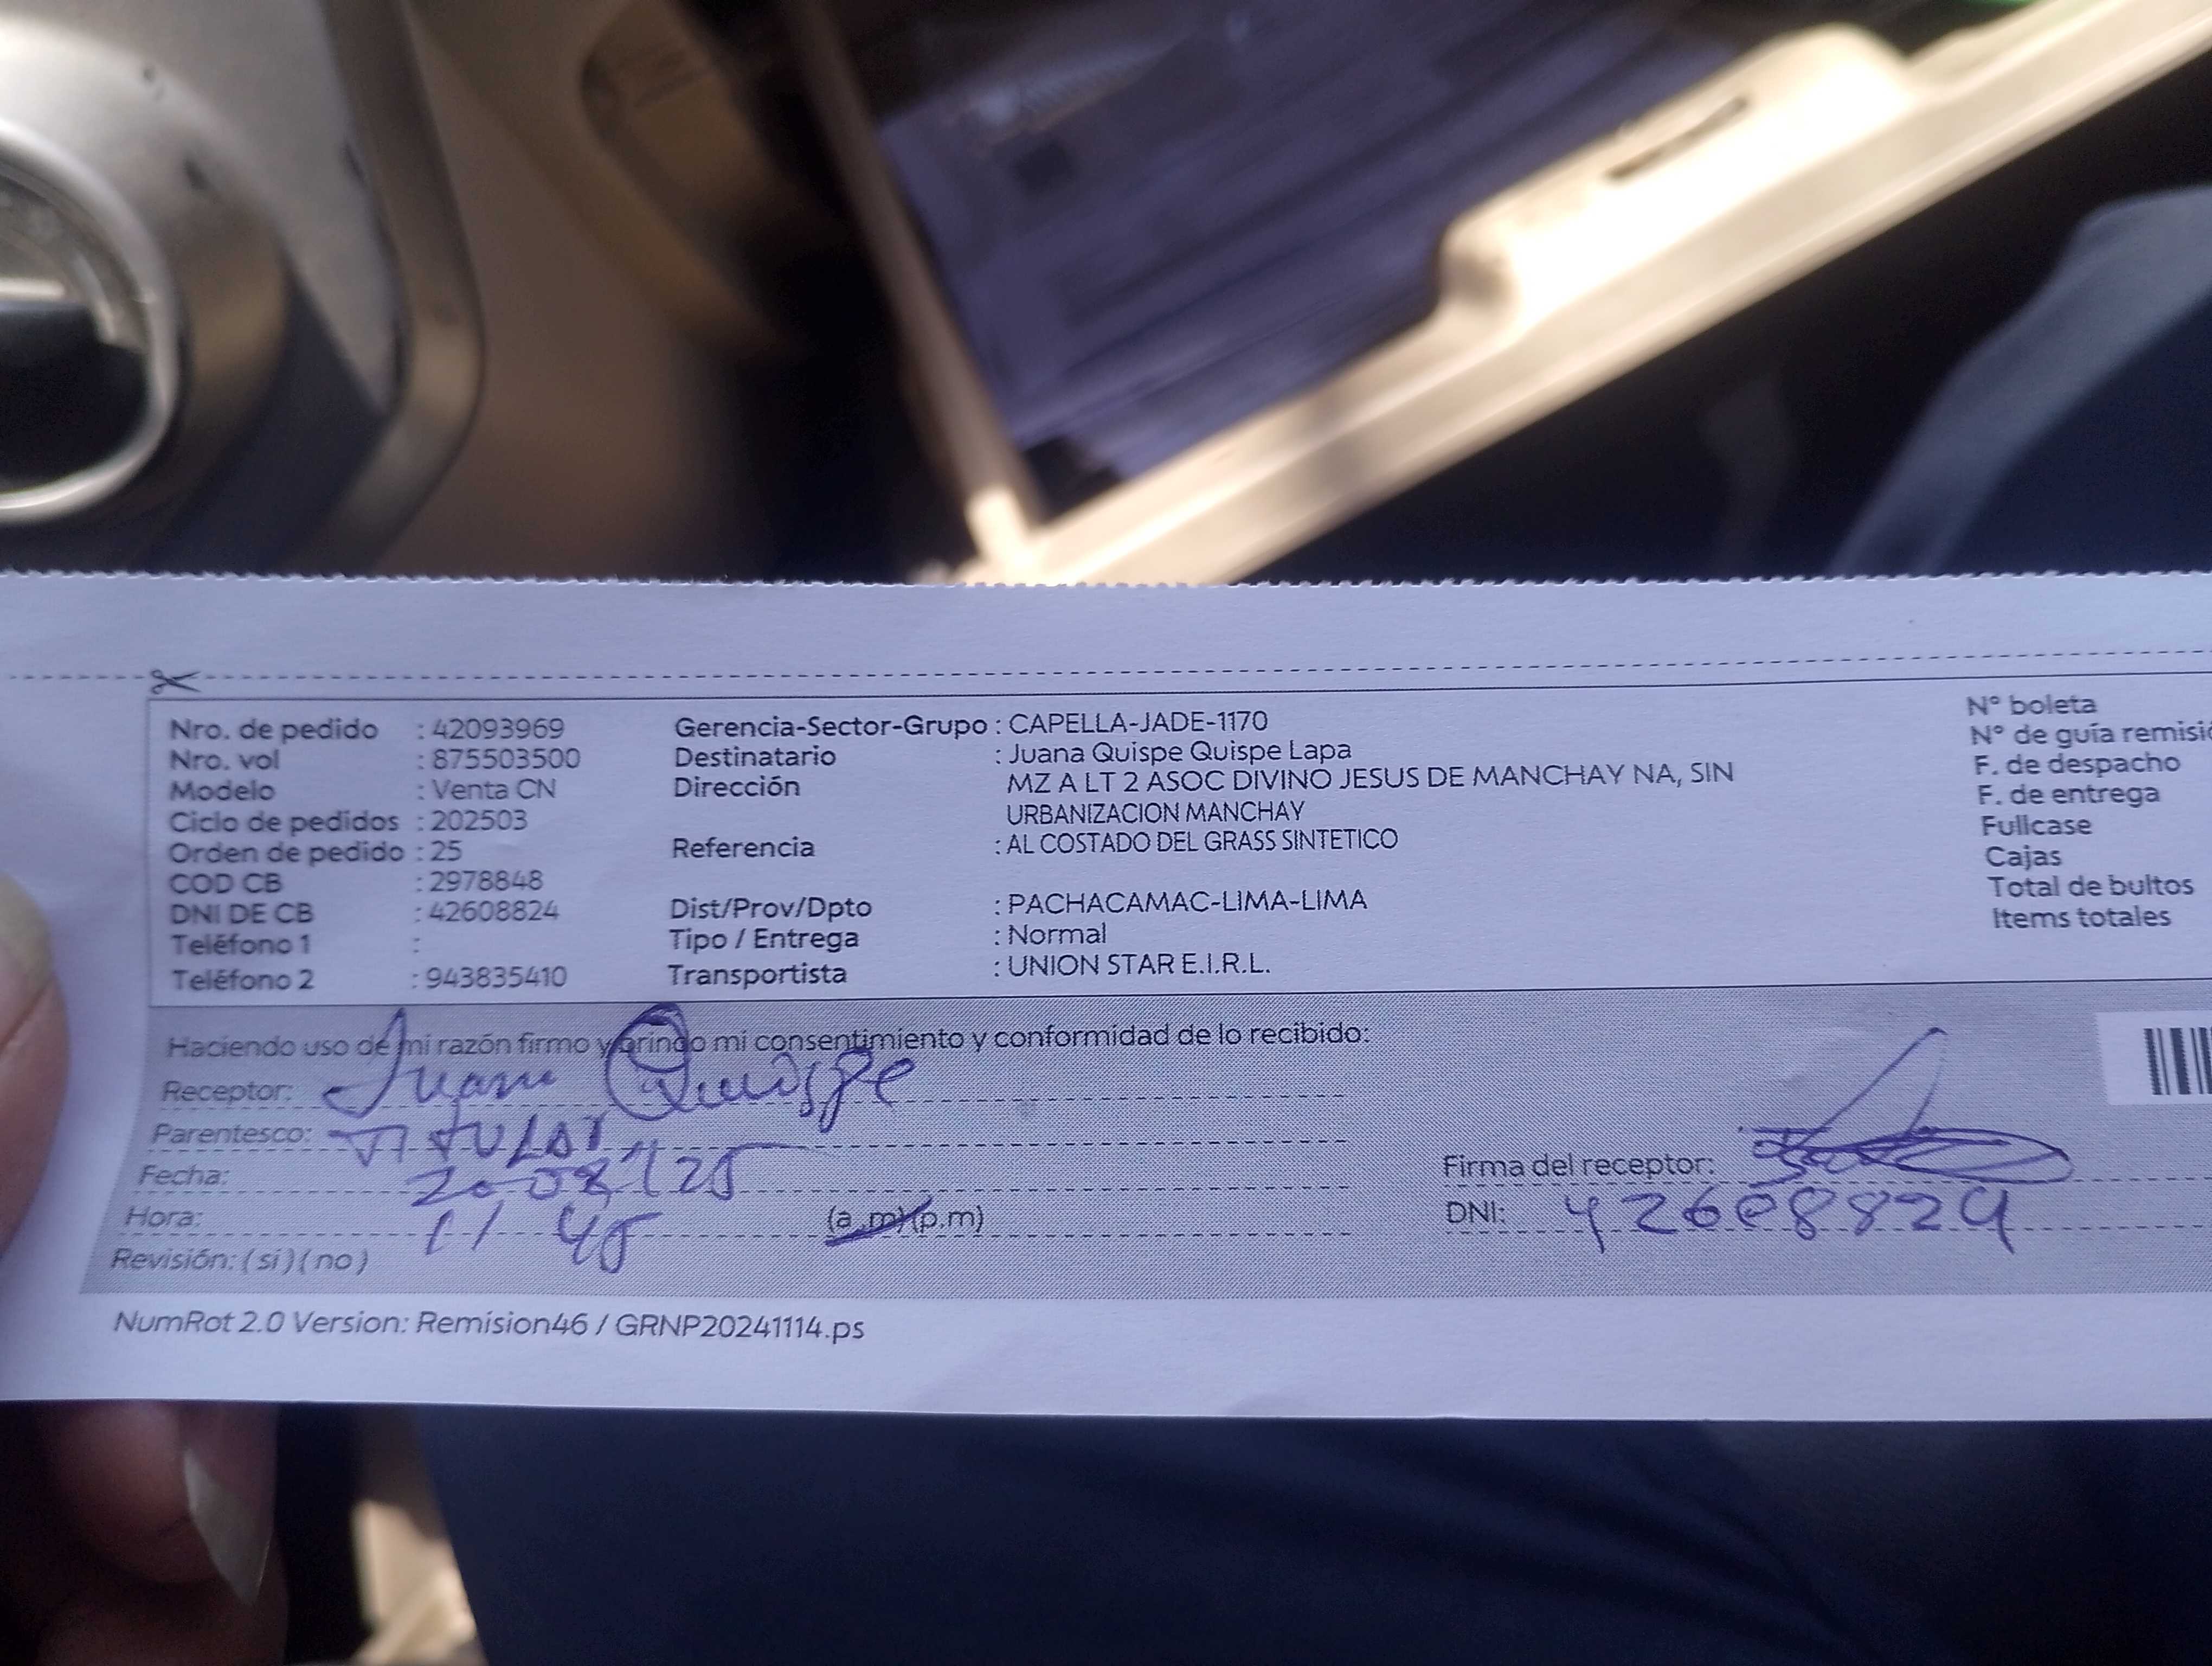 Nro. de pedido : 42093969 Gerencia-Sector-Grupo : CAPELLA-JADE-1170 N° boleta
Nro. vol : 875503500 Destinatario : Juana Quispe Quispe Lapa N° de guía remisió
Modelo : Venta CN Dirección MZ A LT 2 ASOC DIVINO JESUS DE MANCHAY NA, SIN F. de despacho
Ciclo de pedidos : 202503 URBANIZACION MANCHAY F. de entrega
Orden de pedido : 25 Referencia : AL COSTADO DEL GRASS SINTETICO Fullcase
COD CB : 2978848 Cajas
DNI DE CB : 42608824 Dist/Prov/Dpto : PACHACAMAC-LIMA-LIMA Total de bultos
Teléfono 1 : Tipo / Entrega : Normal Items totales
Teléfono 2 : 943835410 Transportista : UNION STAR E.I.R.L.
Haciendo uso de mi razón firmo y brindo mi consentimiento y conformidad de lo recibido:
Receptor: Juana Quispe
Parentesco: TITULAR
Fecha: Firma del receptor:
Hora: 11 45 (a.m)(p.m) DNI: 42608824
Revisión: (si)(no)
NumRot 2.0 Version: Remision46 / GRNP20241114.ps